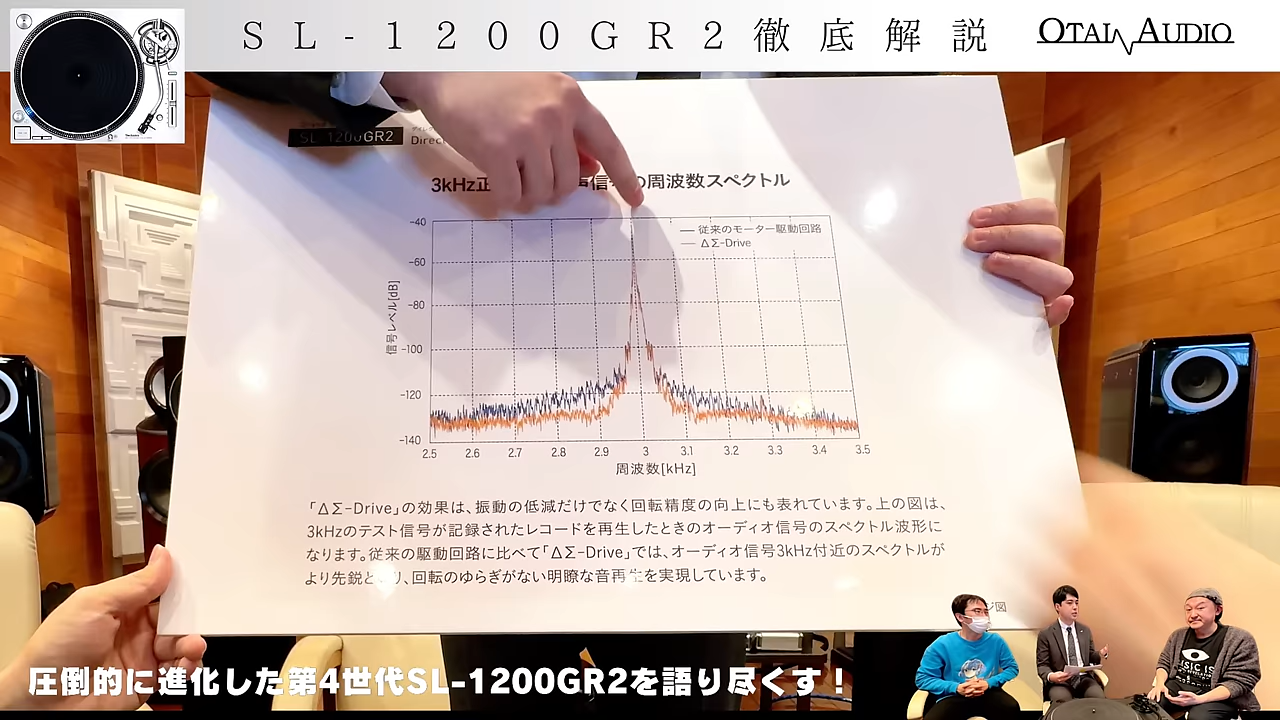 SL-1200GR2徹底解説
OTAI AUDIO
SL-1200GR2
Direc
3kHz正
声信号の周波数スペクトル
-40
従来のモーター駆動回路
ΔΣ-Drive
-60
-80
-100
-120
-140
信号レベル[dB]
2.5 2.6 2.7 2.8 2.9 3 3.1 3.2 3.3 3.4 3.5
周波数[kHz]
「ΔΣ-Drive」の効果は、振動の低減だけでなく回転精度の向上にも表れています。上の図は、
3kHzのテスト信号が記録されたレコードを再生したときのオーディオ信号のスペクトル波形に
なります。従来の駆動回路に比べて「ΔΣ-Drive」では、オーディオ信号3kHz付近のスペクトルが
より先鋭となり、回転のゆらぎがない明瞭な音再生を実現しています。
ジ図
圧倒的に進化した第4世代SL-1200GR2を語り尽くす！